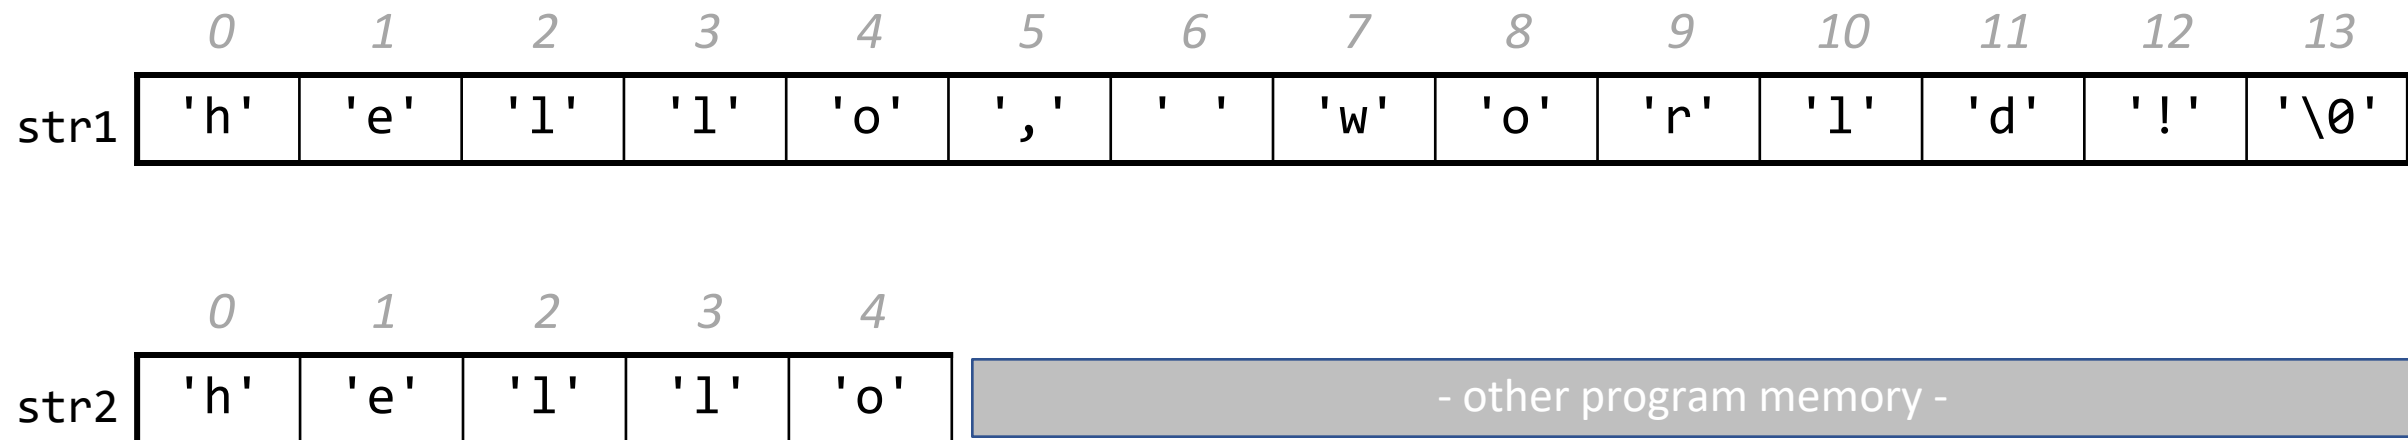 0 1 2 3 4 5 6 7 8 9 10 11 12 13
str1 'h' 'e' 'l' 'l' 'o' ',' ' ' 'w' 'o' 'r' 'l' 'd' '!' '\0'
0 1 2 3 4
str2 'h' 'e' 'l' 'l' 'o' - other program memory -